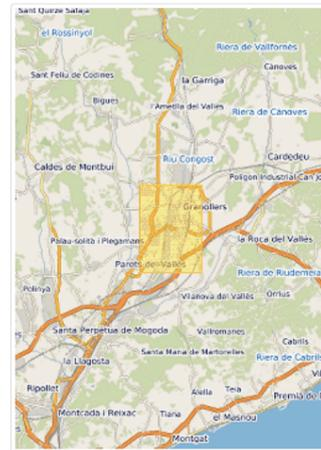 Sant Quirze Safaja
el Rossinyol
Riera de Vallfornès
Cànoves
Sant Feliu de Codines
la Garriga
Bigues
l'Ametlla del Vallès
Riera de Cànoves
Riu Congost
Cardedeu
Caldes de Montbui
Polígon Industrial Can Jo
Granollers
Palau-solità i Plegamans
la Roca del Vallès
Parets del Vallès
Riera de Riudemeia
Polinyà
Vilanova del Vallès
Orrius
Santa Perpètua de Mogoda
Vallromanes
Cabrils
Santa Maria de Martorelles
la Llagosta
Riera de Cabrils
Ripollet
Alella
Teià
Premià de
Montcada i Reixac
Tiana
el Masnou
Montgat